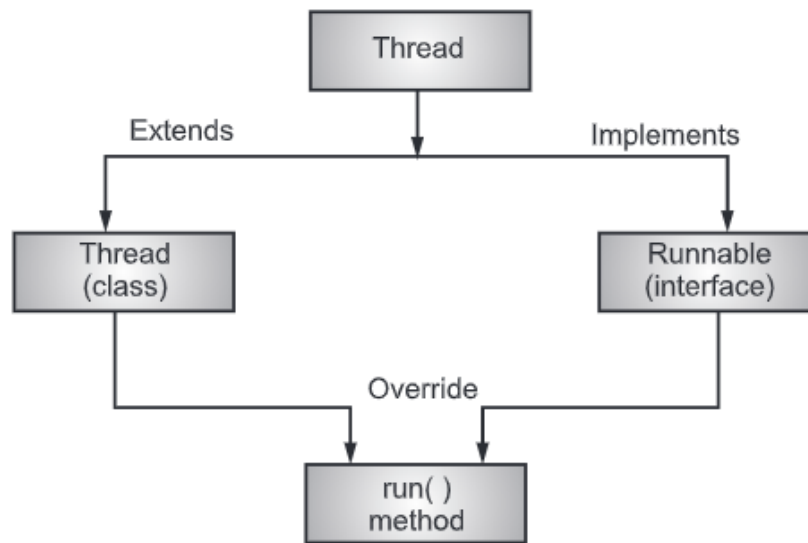 Thread
Extends
Implements
Thread
(class)
Runnable
(interface)
Override
run( )
method